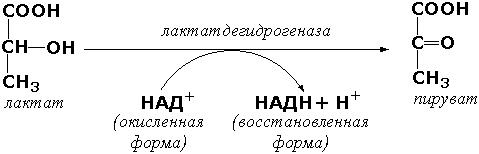 COOH
CH—OH
CH₃
лактат
лактатдегидрогеназа
НАД⁺
(окисленная
форма)
НАДН + Н⁺
(восстановленная
форма)
COOH
C=O
CH₃
пируват